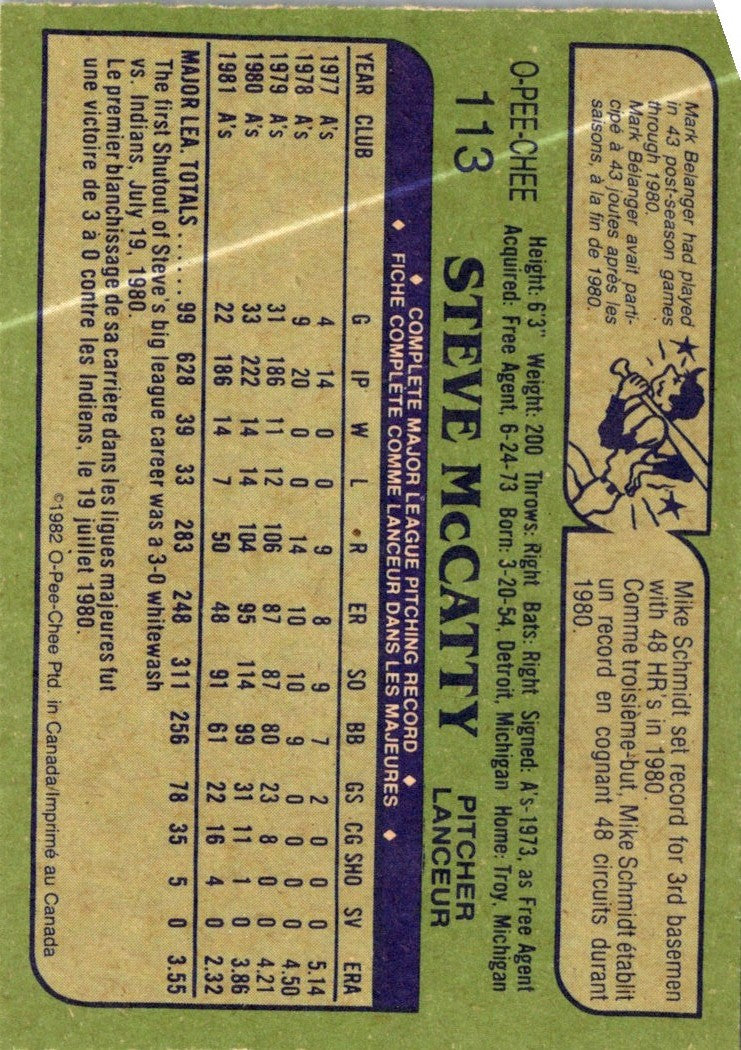 Mark Belanger had played
in 43 post-season games
through 1980.
Mark Bélanger avait parti-
cipé à 43 joutes après les
saisons, à la fin de 1980.
Mike Schmidt set record for 3rd basemen
with 48 HR's in 1980.
Comme troisième-but, Mike Schmidt établit
un record en cognant 48 circuits durant
1980.
O-PEE-CHEE
113
Height: 6'3" Weight: 200 Throws: Right Bats: Right Signed: A's-1973, as Free Agent
Acquired: Free Agent, 6-24-73 Born: 3-20-54, Detroit, Michigan Home: Troy, Michigan
STEVE McCATTY
PITCHER
LANCEUR
COMPLETE MAJOR LEAGUE PITCHING RECORD
FICHE COMPLÈTE COMME LANCEUR DANS LES MAJEURES
YEAR CLUB G IP W L R ER SO BB GS CG SHO SV ERA
1977 A's 4 14 0 0 9 8 9 7 2 0 0 0 5.14
1978 A's 9 20 0 0 14 10 10 9 0 0 0 0 4.50
1979 A's 31 186 11 12 106 87 87 80 23 8 0 0 4.21
1980 A's 33 222 14 14 104 95 114 99 31 11 1 0 3.86
1981 A's 22 186 14 7 50 48 91 61 22 16 4 0 2.32
MAJOR LEA TOTALS ...... 99 628 39 33 283 248 311 256 78 35 5 0 3.55
The first Shutout of Steve's big league career was a 3-0 whitewash
vs. Indians, July 19, 1980.
Le premier blanchissage de sa carrière dans les ligues majeures fut
une victoire de 3 à 0 contre les Indiens, le 19 juillet 1980.
©1982 O-Pee-Chee Ptd. in Canada/Imprimé au Canada